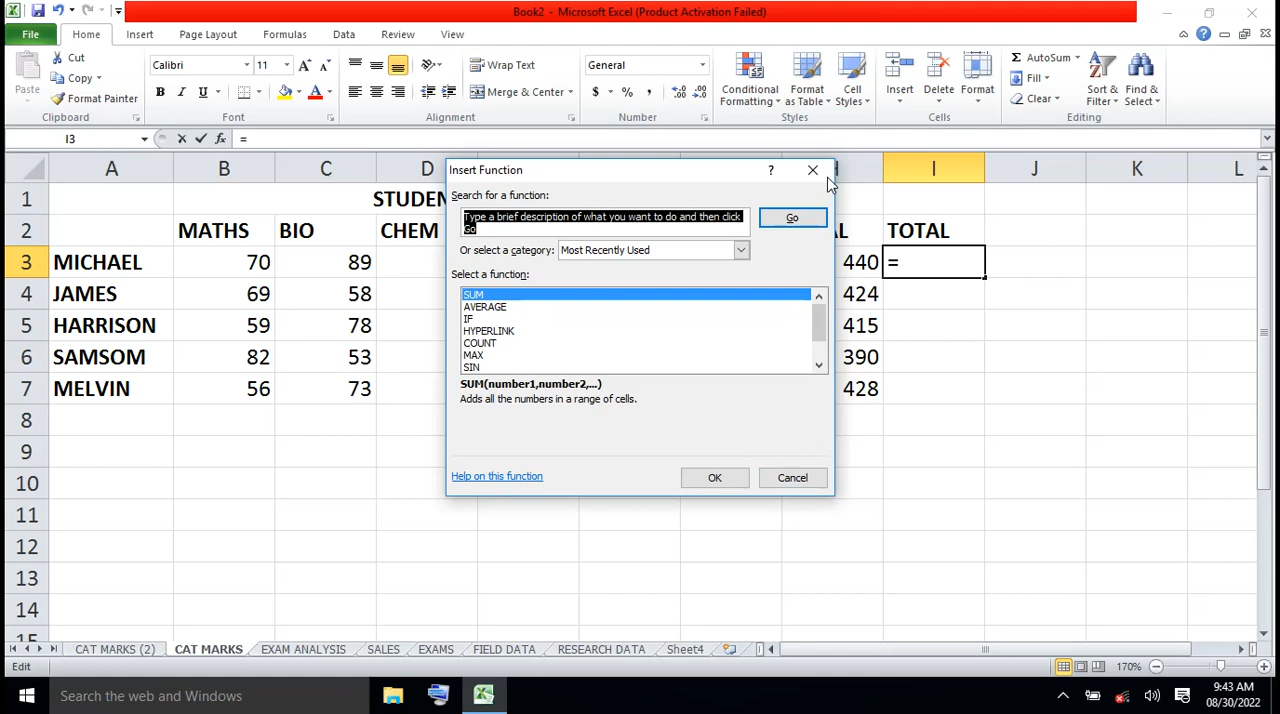 Book2 - Microsoft Excel (Product Activation Failed)
File Home Insert Page Layout Formulas Data Review View
Paste
Cut
Copy
Format Painter
Clipboard
Calibri 11
B I U
Font
Wrap Text
Merge & Center
Alignment
General
$ % ,
Number
Conditional Formatting
Format as Table
Cell Styles
Styles
Insert Delete Format
Cells
Σ AutoSum
Fill
Clear
Sort & Filter
Find & Select
Editing
I3 fx =
A B C D I J K L
1 STUDEN
2 MATHS BIO CHEM AL TOTAL
3 MICHAEL 70 89 440 =
4 JAMES 69 58 424
5 HARRISON 59 78 415
6 SAMSOM 82 53 390
7 MELVIN 56 73 428
8
9
10
11
12
13
14
15
Insert Function ?
Search for a function:
Type a brief description of what you want to do and then click
Go
Go
Or select a category: Most Recently Used
Select a function:
SUM
AVERAGE
IF
HYPERLINK
COUNT
MAX
SIN
SUM(number1,number2,...)
Adds all the numbers in a range of cells.
Help on this function
OK Cancel
CAT MARKS (2) CAT MARKS EXAM ANALYSIS SALES EXAMS FIELD DATA RESEARCH DATA Sheet4
Edit 170%
Search the web and Windows
9:43 AM
08/30/2022